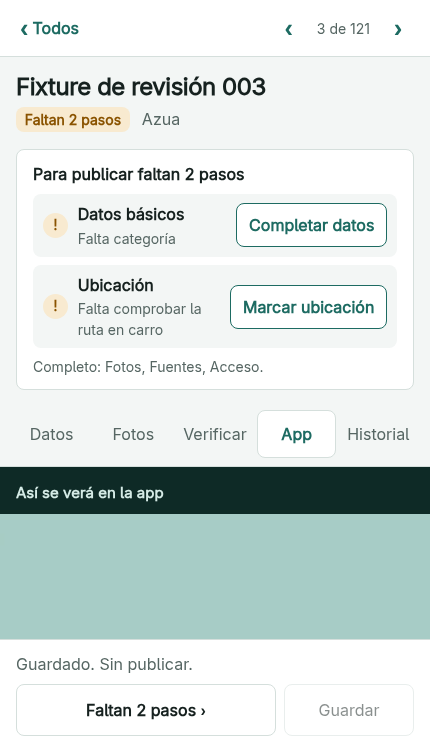 ‹ Todos
‹ 3 de 121 ›
Fixture de revisión 003
Faltan 2 pasos Azua
Para publicar faltan 2 pasos
! Datos básicos
Falta categoría
Completar datos
! Ubicación
Falta comprobar la
ruta en carro
Marcar ubicación
Completo: Fotos, Fuentes, Acceso.
Datos Fotos Verificar App Historial
Así se verá en la app
Guardado. Sin publicar.
Faltan 2 pasos › Guardar